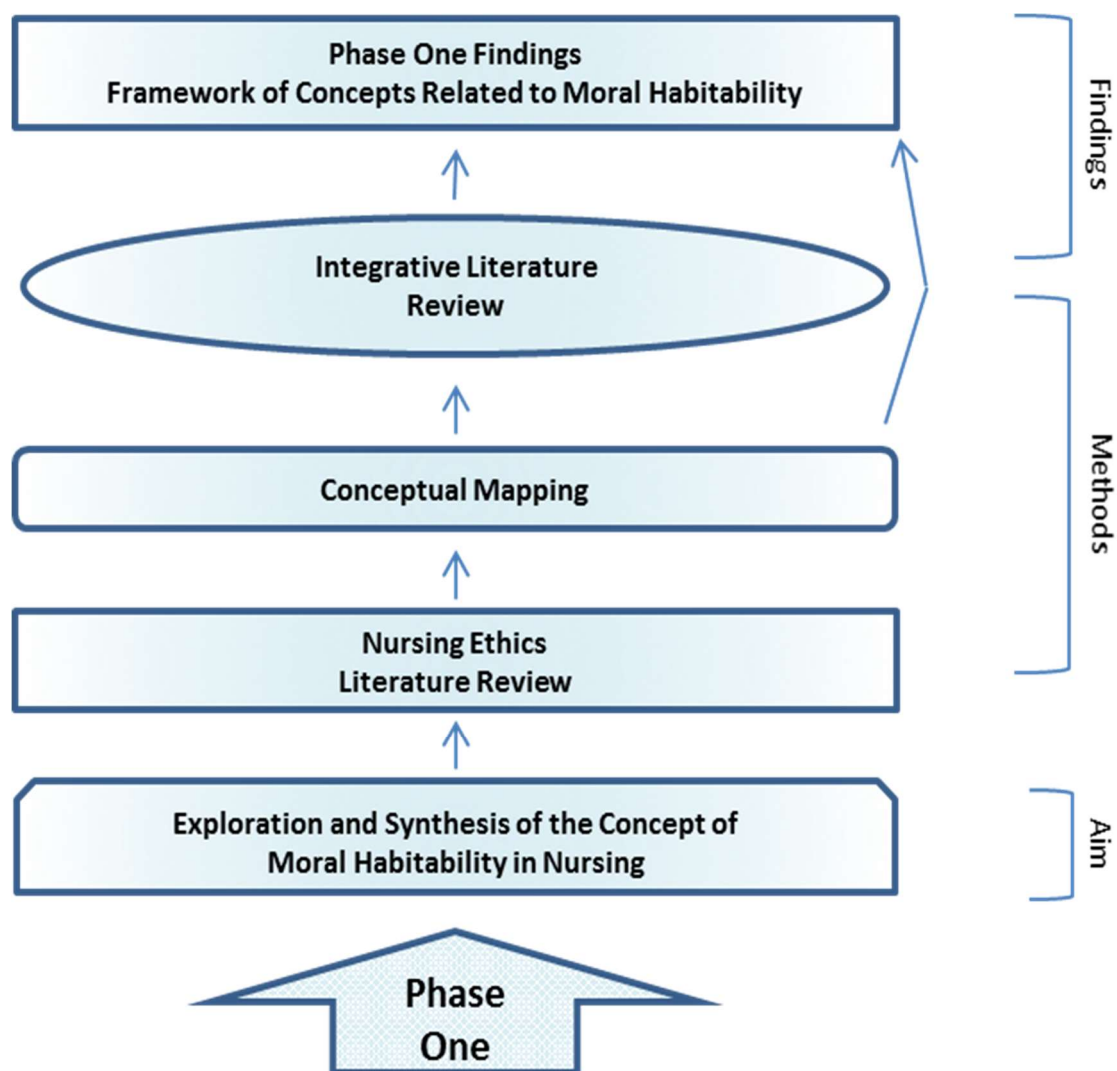 Phase One Findings
Framework of Concepts Related to Moral Habitability
Findings
Integrative Literature
Review
Conceptual Mapping
Methods
Nursing Ethics
Literature Review
Exploration and Synthesis of the Concept of
Moral Habitability in Nursing
Aim
Phase
One